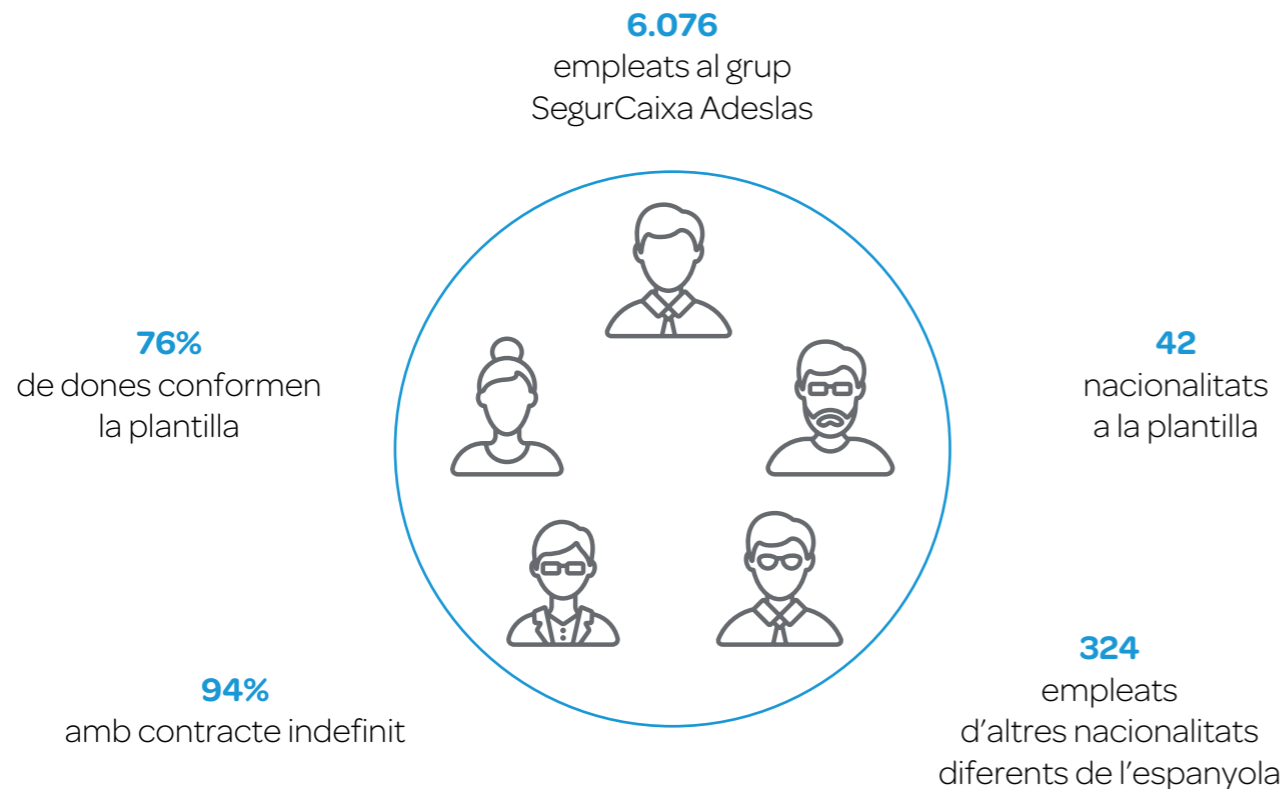 6.076
empleats al grup
SegurCaixa Adeslas
76%
de dones conformen
la plantilla
42
nacionalitats
a la plantilla
94%
amb contracte indefinit
324
empleats
d'altres nacionalitats
diferents de l'espanyola